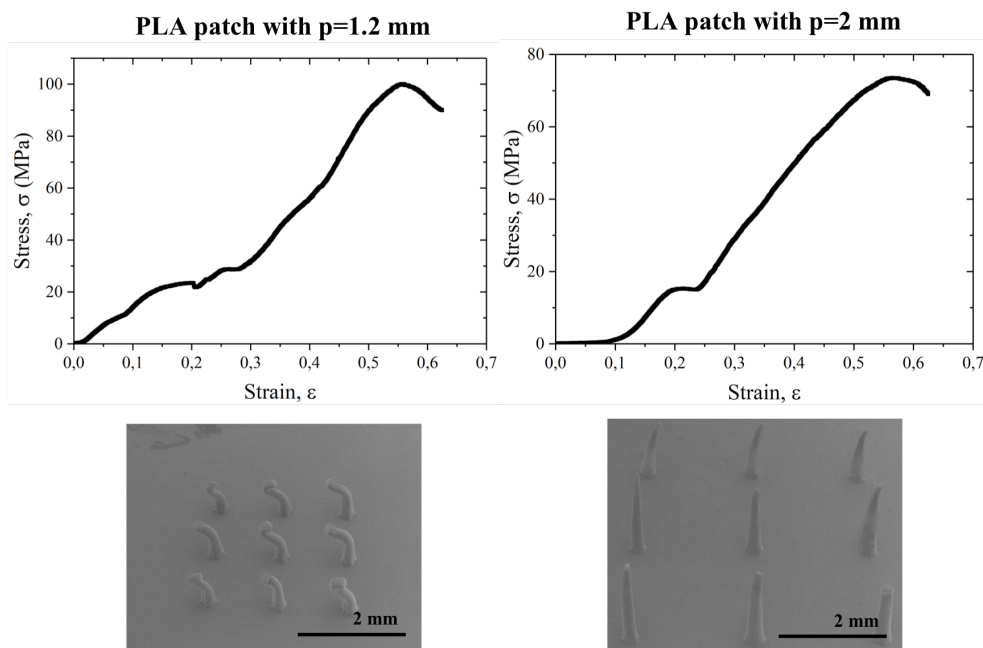 PLA patch with p=1.2 mm
100
80
60
40
20
0
Stress, σ (MPa)
0,0 0,1 0,2 0,3 0,4 0,5 0,6 0,7
Strain, ε
2 mm
PLA patch with p=2 mm
80
60
40
20
0
Stress, σ (MPa)
0,0 0,1 0,2 0,3 0,4 0,5 0,6 0,7
Strain, ε
2 mm